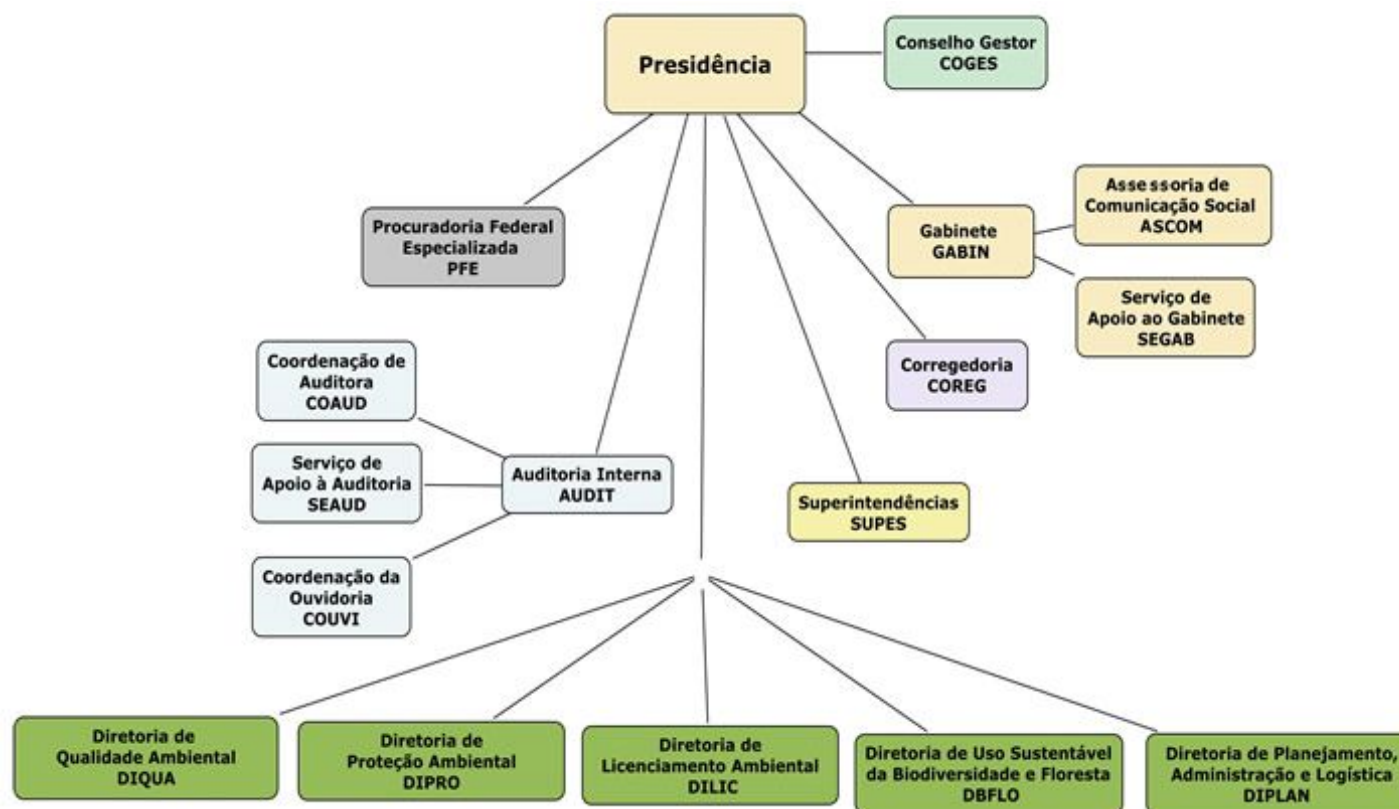 Presidência
Conselho Gestor
COGES
Procuradoria Federal
Especializada
PFE
Gabinete
GABIN
Assessoria de
Comunicação Social
ASCOM
Serviço de
Apoio ao Gabinete
SEGAB
Corregedoria
COREG
Coordenação de
Auditora
COAUD
Serviço de
Apoio à Auditoria
SEAUD
Coordenação da
Ouvidoria
COUVI
Auditoria Interna
AUDIT
Superintendências
SUPES
Diretoria de
Qualidade Ambiental
DIQUA
Diretoria de
Proteção Ambiental
DIPRO
Diretoria de
Licenciamento Ambiental
DILIC
Diretoria de Uso Sustentável
da Biodiversidade e Floresta
DBFLO
Diretoria de Planejamento,
Administração e Logística
DIPLAN